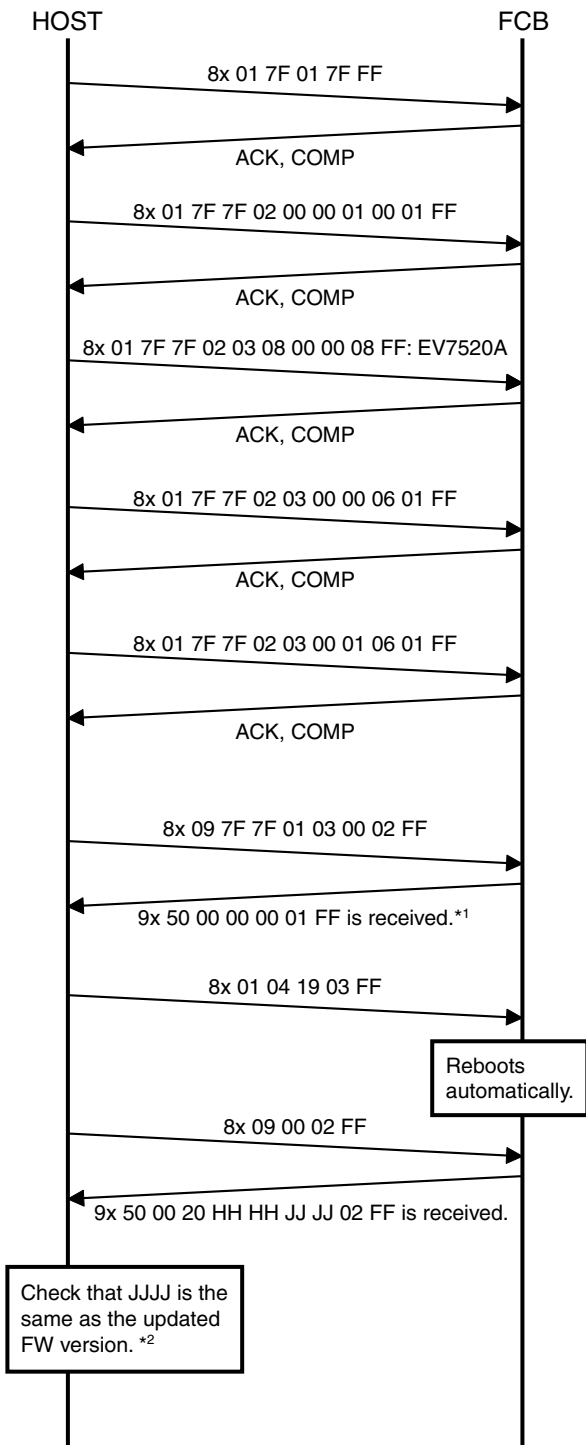 HOST
FCB
8x 01 7F 01 7F FF
ACK, COMP
8x 01 7F 7F 02 00 00 01 00 01 FF
ACK, COMP
8x 01 7F 7F 02 03 08 00 00 08 FF: EV7520A
ACK, COMP
8x 01 7F 7F 02 03 00 00 06 01 FF
ACK, COMP
8x 01 7F 7F 02 03 00 01 06 01 FF
ACK, COMP
8x 09 7F 7F 01 03 00 02 FF
9x 50 00 00 00 01 FF is received.*1
8x 01 04 19 03 FF
Reboots
automatically.
8x 09 00 02 FF
9x 50 00 20 HH HH JJ JJ 02 FF is received.
Check that JJJJ is the
same as the updated
FW version. *2